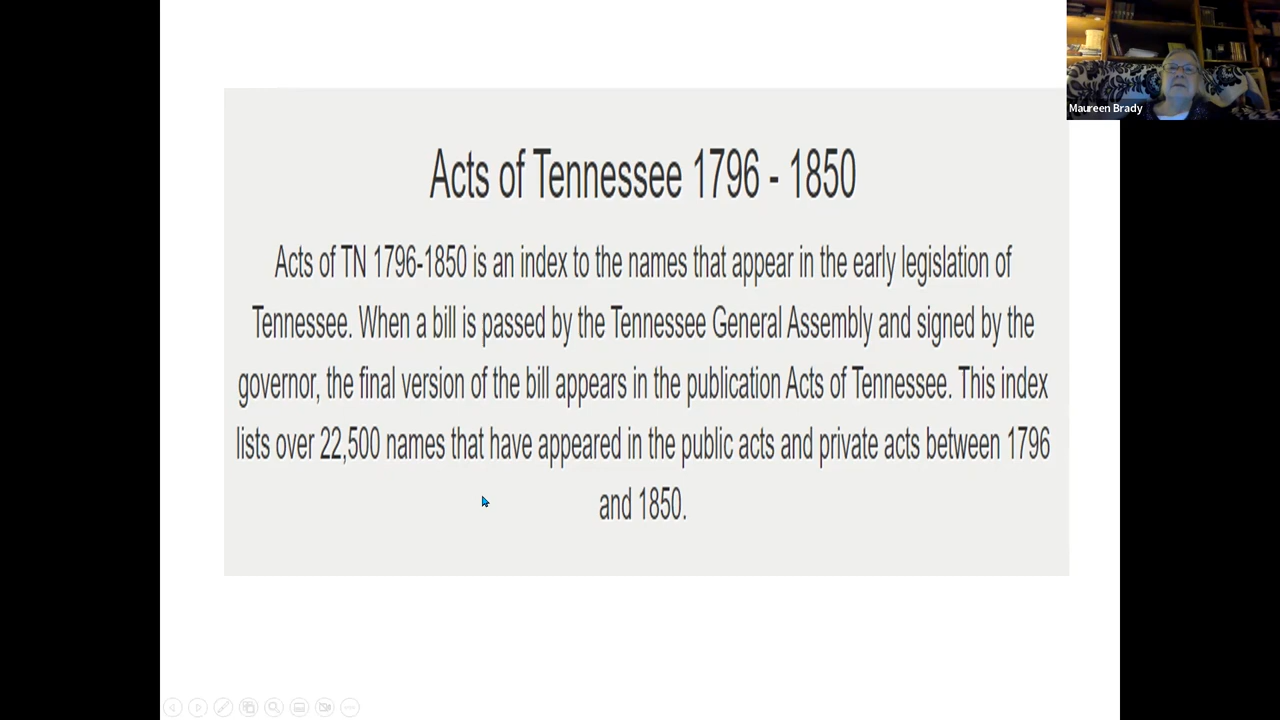 Maureen Brady
Acts of Tennessee 1796 - 1850
Acts of TN 1796-1850 is an index to the names that appear in the early legislation of
Tennessee. When a bill is passed by the Tennessee General Assembly and signed by the
governor, the final version of the bill appears in the publication Acts of Tennessee. This index
lists over 22,500 names that have appeared in the public acts and private acts between 1796
and 1850.